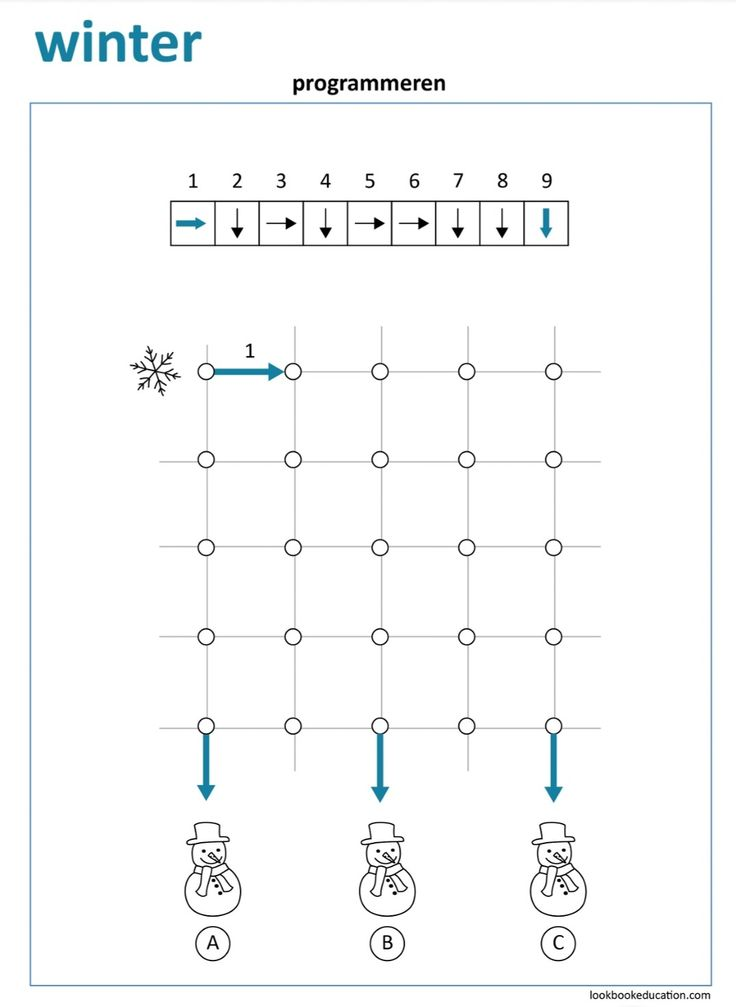 winter
programmeren
1 2 3 4 5 6 7 8 9
1
A B C
lookbookeducation.com